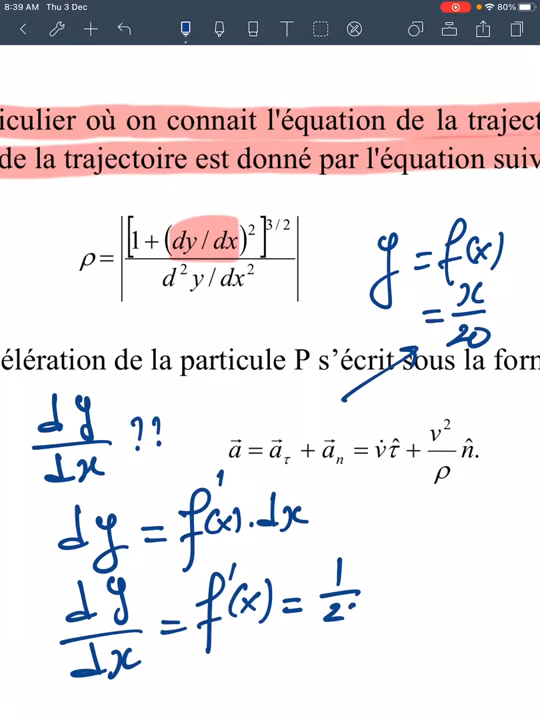 8:39 AM Thu 3 Dec
80%
T
iculier où on connait l'équation de la traject
de la trajectoire est donné par l'équation suiv
ρ = |[1 + (dy / dx)²]^3/2 / d²y / dx²|
y = f(x)
= x/20
élération de la particule P s'écrit sous la form
dy/dx ??
a⃗ = a⃗τ + a⃗n = v̇τ̂ + v²/ρ n̂.
dy = f'(x).dx
dy/dx = f'(x) = 1/2